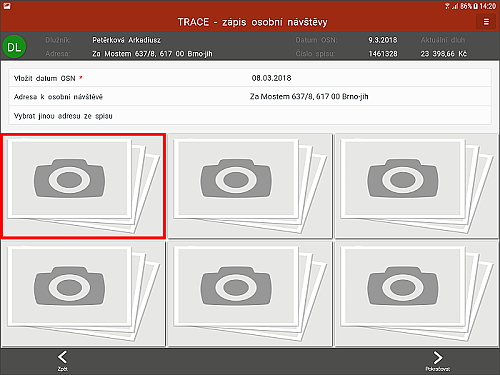 86% 14:20
TRACE - zápis osobní návštěvy
DL
Dlužník: Petěrková Arkadiusz Datum OSN: 9.3.2018 Aktuální dluh
Adresa: Za Mostem 637/8, 617 00 Brno-jih Číslo spisu: 1461328 23 398,66 Kč
Vložit datum OSN * 08.03.2018
Adresa k osobní návštěvě Za Mostem 637/8, 617 00 Brno-jih
Vybrat jinou adresu ze spisu
Zpět Pokračovat